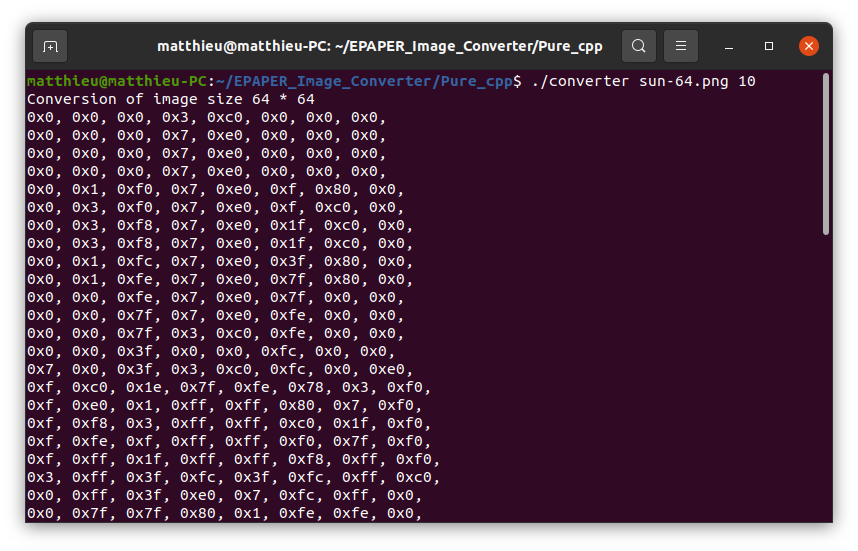 matthieu@matthieu-PC: ~/EPAPER_Image_Converter/Pure_cpp
matthieu@matthieu-PC:~/EPAPER_Image_Converter/Pure_cpp$ ./converter sun-64.png 10
Conversion of image size 64 * 64
0x0, 0x0, 0x0, 0x3, 0xc0, 0x0, 0x0, 0x0,
0x0, 0x0, 0x0, 0x7, 0xe0, 0x0, 0x0, 0x0,
0x0, 0x0, 0x0, 0x7, 0xe0, 0x0, 0x0, 0x0,
0x0, 0x0, 0x0, 0x7, 0xe0, 0x0, 0x0, 0x0,
0x0, 0x1, 0xf0, 0x7, 0xe0, 0xf, 0x80, 0x0,
0x0, 0x3, 0xf0, 0x7, 0xe0, 0xf, 0xc0, 0x0,
0x0, 0x3, 0xf8, 0x7, 0xe0, 0x1f, 0xc0, 0x0,
0x0, 0x3, 0xf8, 0x7, 0xe0, 0x1f, 0xc0, 0x0,
0x0, 0x1, 0xfc, 0x7, 0xe0, 0x3f, 0x80, 0x0,
0x0, 0x1, 0xfe, 0x7, 0xe0, 0x7f, 0x80, 0x0,
0x0, 0x0, 0xfe, 0x7, 0xe0, 0x7f, 0x0, 0x0,
0x0, 0x0, 0x7f, 0x7, 0xe0, 0xfe, 0x0, 0x0,
0x0, 0x0, 0x7f, 0x3, 0xc0, 0xfe, 0x0, 0x0,
0x0, 0x0, 0x3f, 0x0, 0x0, 0xfc, 0x0, 0x0,
0x7, 0x0, 0x3f, 0x3, 0xc0, 0xfc, 0x0, 0xe0,
0xf, 0xc0, 0x1e, 0x7f, 0xfe, 0x78, 0x3, 0xf0,
0xf, 0xe0, 0x1, 0xff, 0xff, 0x80, 0x7, 0xf0,
0xf, 0xf8, 0x3, 0xff, 0xff, 0xc0, 0x1f, 0xf0,
0xf, 0xfe, 0xf, 0xff, 0xff, 0xf0, 0x7f, 0xf0,
0xf, 0xff, 0x1f, 0xff, 0xff, 0xf8, 0xff, 0xf0,
0x3, 0xff, 0x3f, 0xfc, 0x3f, 0xfc, 0xff, 0xc0,
0x0, 0xff, 0x3f, 0xe0, 0x7, 0xfc, 0xff, 0x0,
0x0, 0x7f, 0x7f, 0x80, 0x1, 0xfe, 0xfe, 0x0,